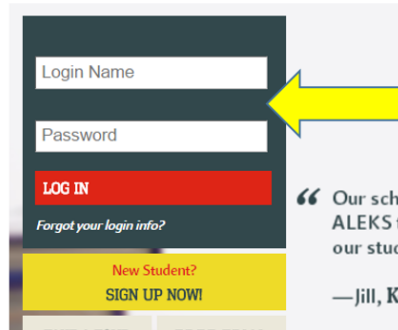 Login Name
Password
LOG IN
Forgot your login info?
New Student?
SIGN UP NOW!
“ Our sch
ALEKS
our stu
—Jill, K